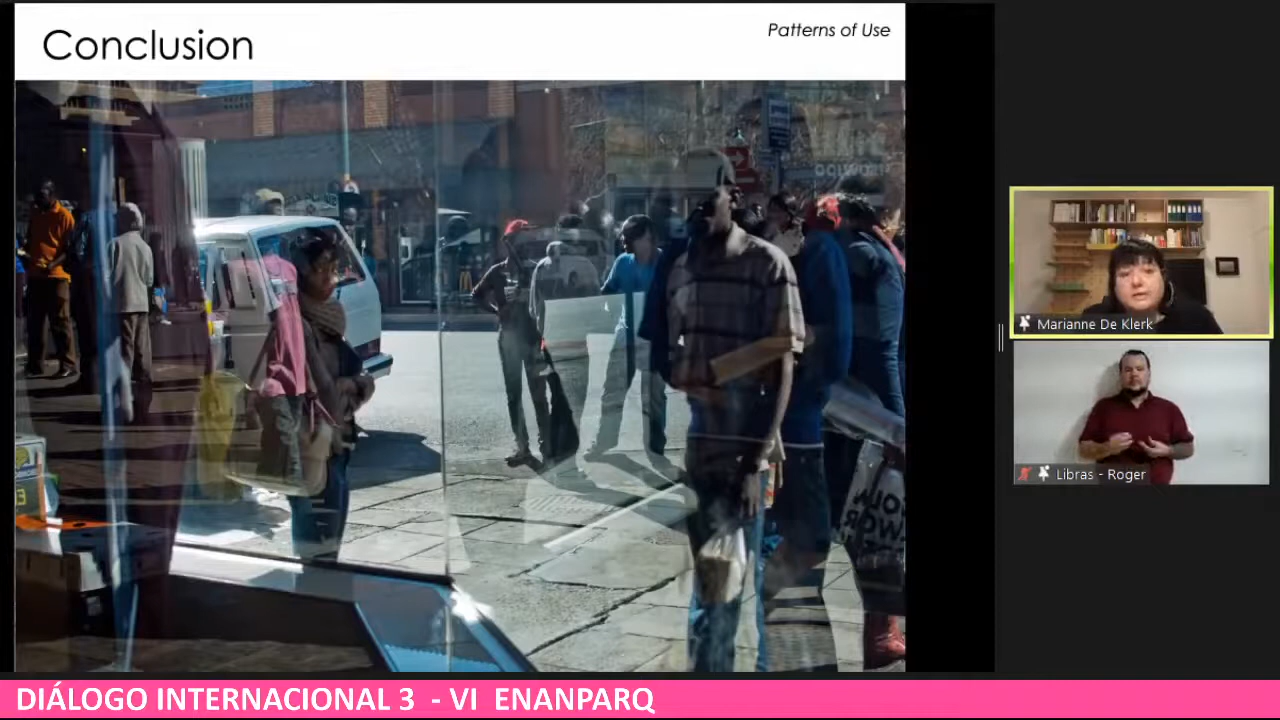 Conclusion
Patterns of Use
Marianne De Klerk
Libras - Roger
DIÁLOGO INTERNACIONAL 3 - VI ENANPARQ